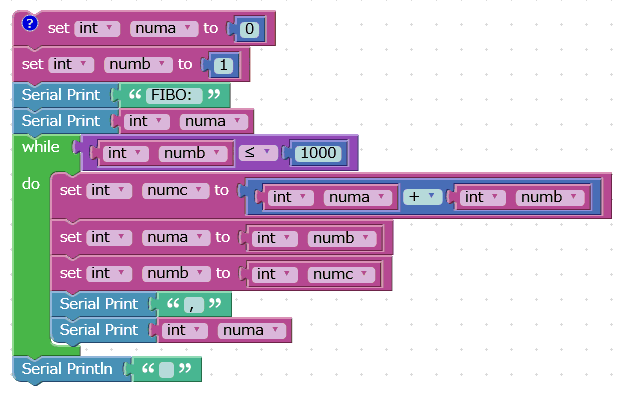 ? set int numa to 0
set int numb to 1
Serial Print “ FIBO: ”
Serial Print int numa
while int numb ≤ 1000
do set int numc to int numa + int numb
set int numa to int numb
set int numb to int numc
Serial Print “ , ”
Serial Print int numa
Serial Println “ ”